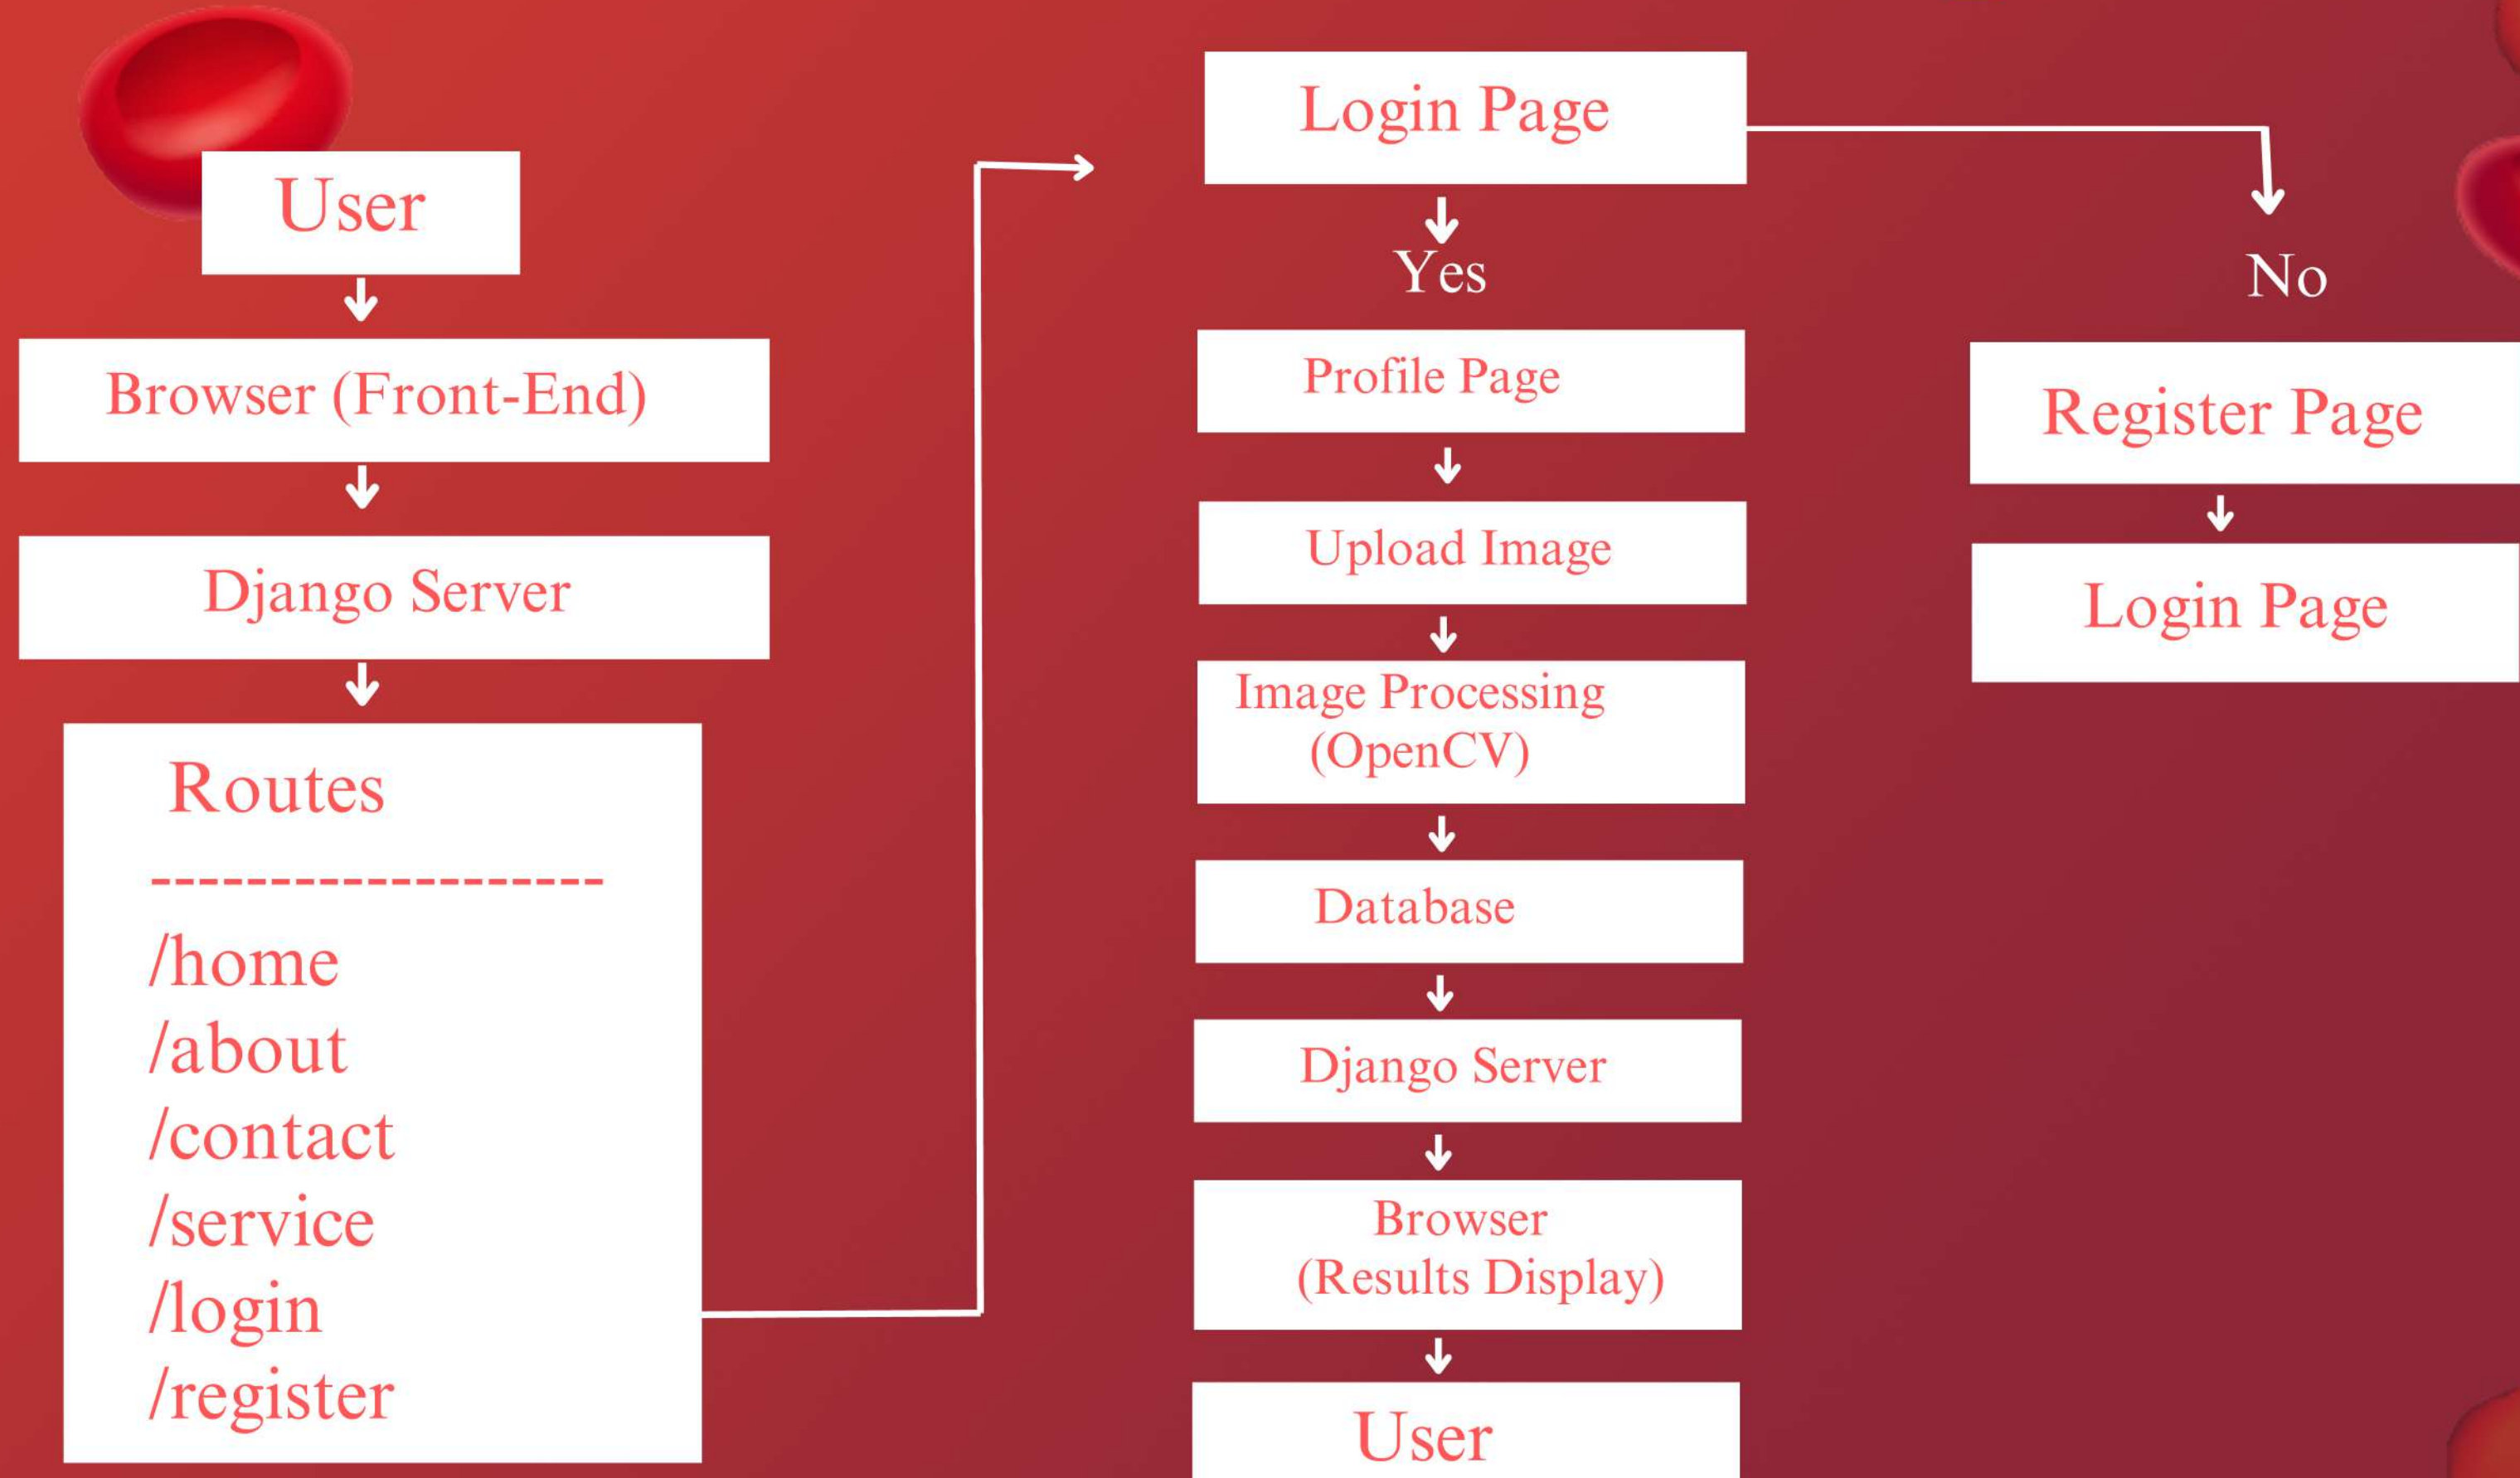 User
Browser (Front-End)
Django Server
Routes
-------------------
/home
/about
/contact
/service
/login
/register
Login Page
Yes
Profile Page
Upload Image
Image Processing
(OpenCV)
Database
Django Server
Browser
(Results Display)
User
No
Register Page
Login Page